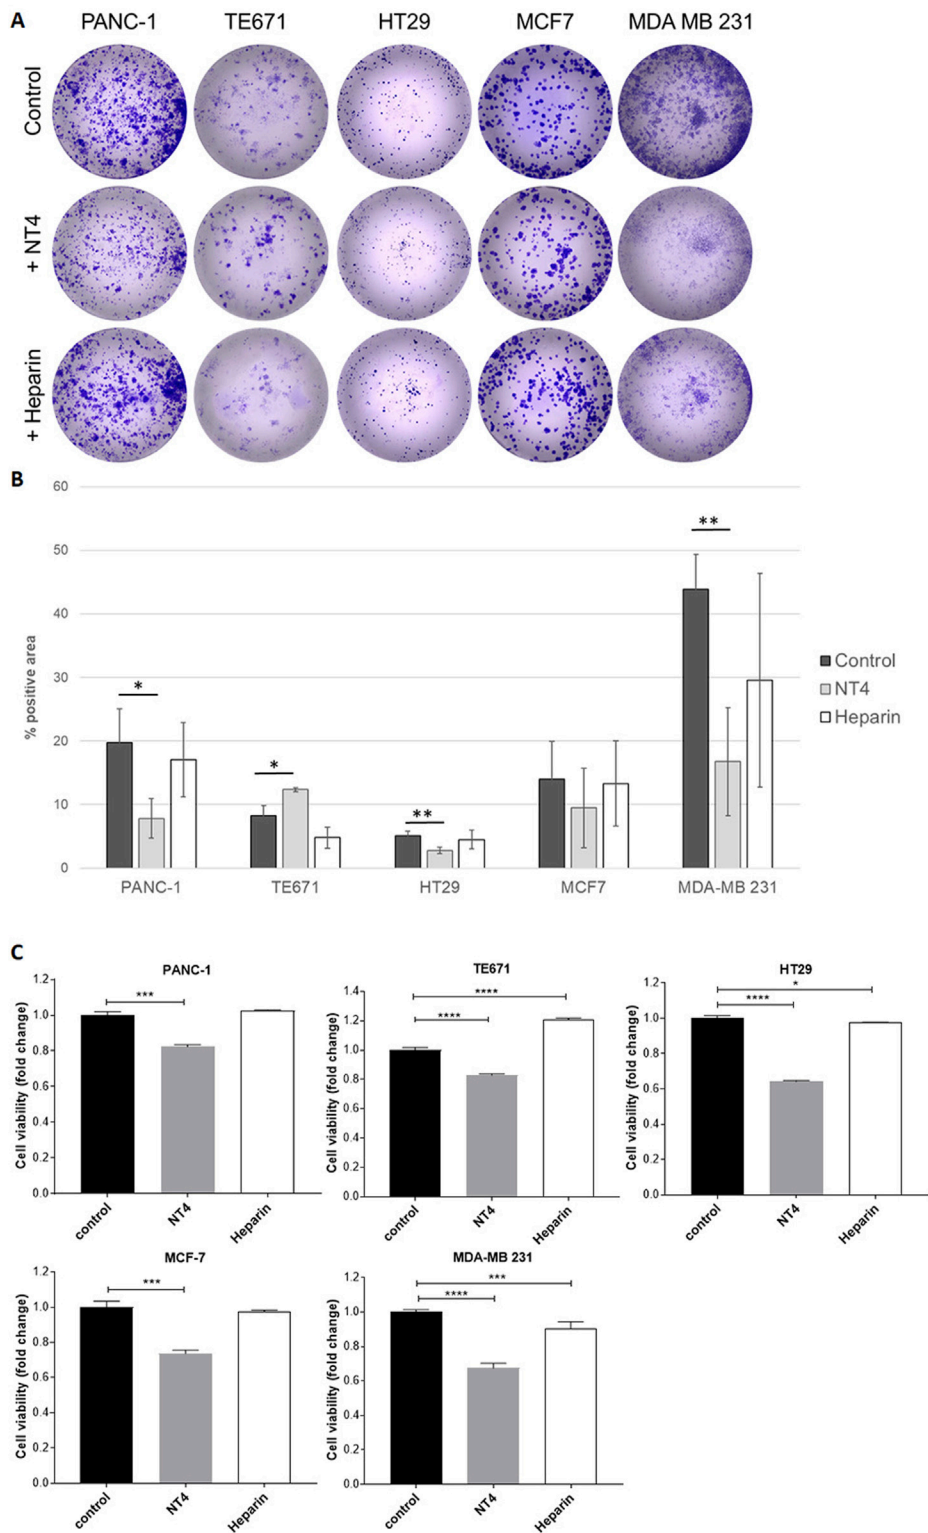 A
PANC-1 TE671 HT29 MCF7 MDA MB 231
Control
+ NT4
+ Heparin
B
60
50
40
30
20
10
0
% positive area
*
*
**
**
PANC-1 TE671 HT29 MCF7 MDA-MB 231
Control
NT4
Heparin
C
PANC-1
Cell viability (fold change)
1.2
1.0
0.8
0.6
0.4
0.2
0.0
***
control NT4 Heparin
TE671
Cell viability (fold change)
1.4
1.2
1.0
0.8
0.6
0.4
0.2
0.0
****
****
control NT4 Heparin
HT29
Cell viability (fold change)
1.2
1.0
0.8
0.6
0.4
0.2
0.0
*
****
control NT4 Heparin
MCF-7
Cell viability (fold change)
1.2
1.0
0.8
0.6
0.4
0.2
0.0
***
control NT4 Heparin
MDA-MB 231
Cell viability (fold change)
1.2
1.0
0.8
0.6
0.4
0.2
0.0
***
****
control NT4 Heparin